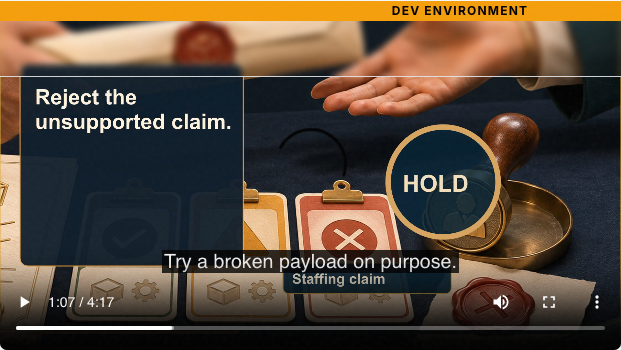 DEV ENVIRONMENT
Reject the
unsupported claim.
HOLD
Try a broken payload on purpose.
Staffing claim
1:07 / 4:17